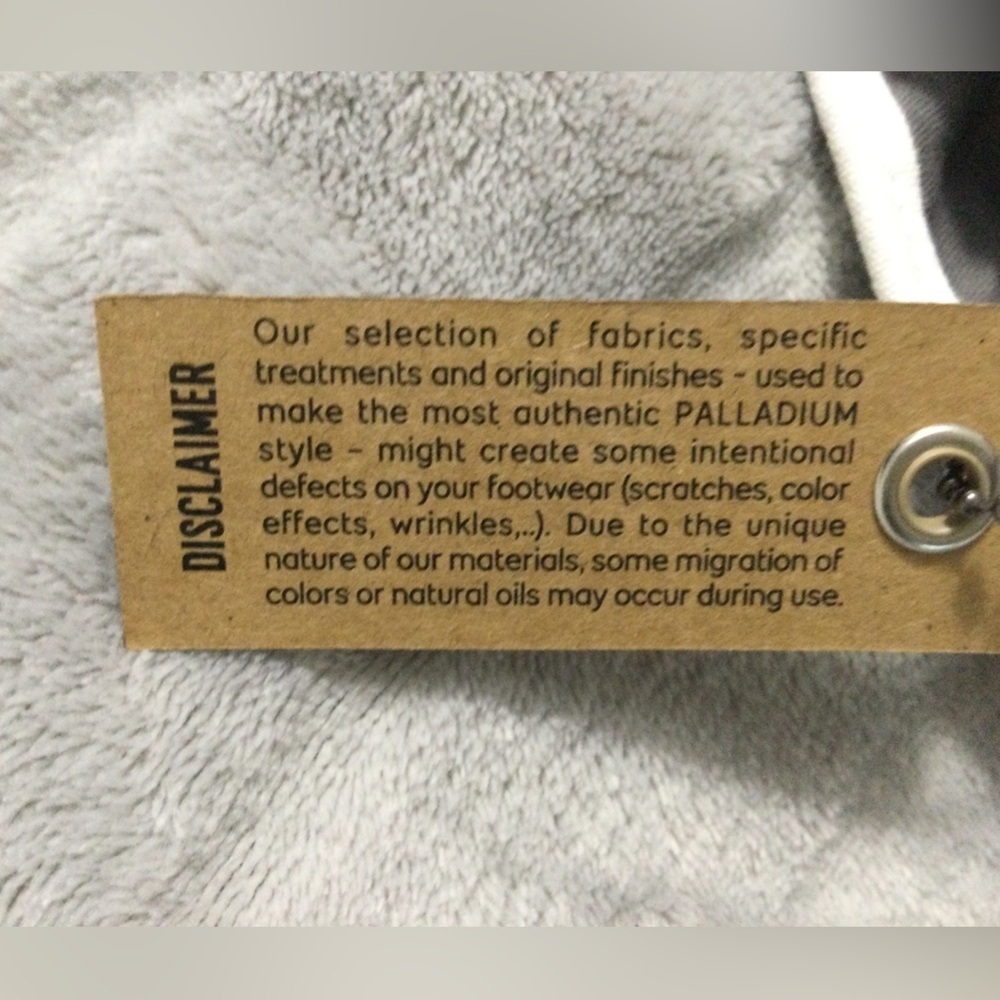 DISCLAIMER
Our selection of fabrics, specific
treatments and original finishes - used to
make the most authentic PALLADIUM
style - might create some intentional
defects on your footwear (scratches, color
effects, wrinkles,..). Due to the unique
nature of our materials, some migration of
colors or natural oils may occur during use.